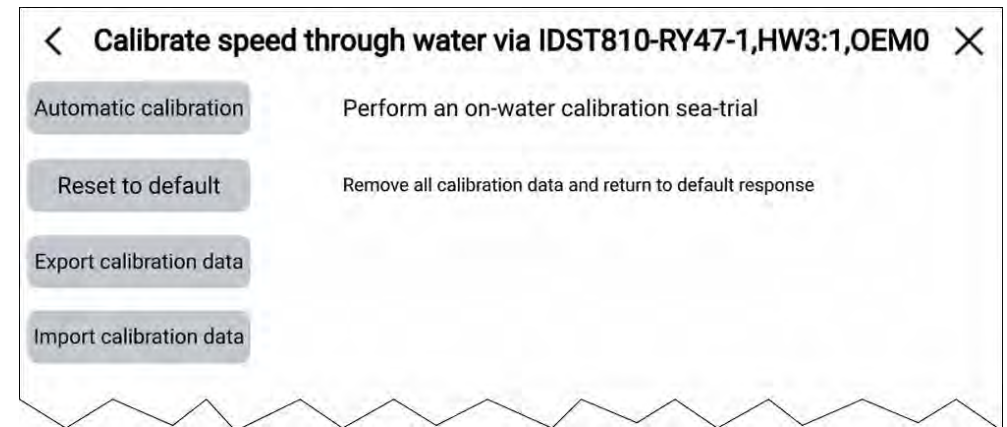 Calibrate speed through water via IDST810-RY47-1,HW3:1,OEM0
Automatic calibration
Perform an on-water calibration sea-trial
Reset to default
Remove all calibration data and return to default response
Export calibration data
Import calibration data